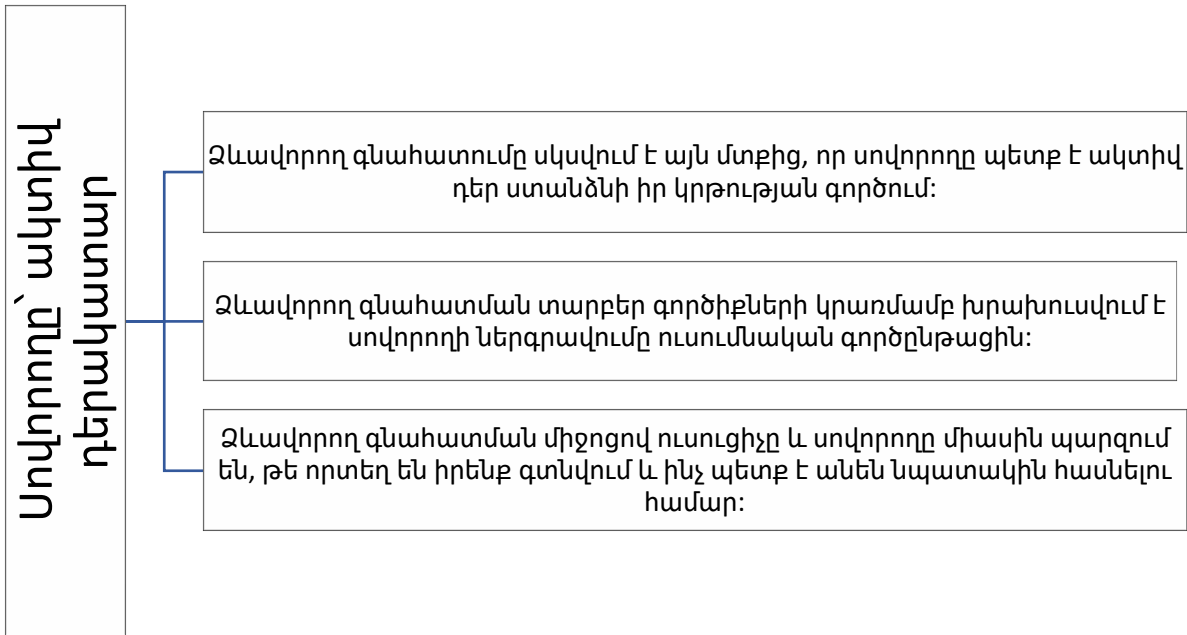 Սովորողն՝ ակտիվ
դերակատար
Ձևավորող գնահատումը սկսվում է այն մտքից, որ սովորողը պետք է ակտիվ
դեր ստանձնի իր կրթության գործում:
Ձևավորող գնահատման տարբեր գործիքների կրառմամբ խրախուսվում է
սովորողի ներգրավումը ուսումնական գործընթացին:
Ձևավորող գնահատման միջոցով ուսուցիչը և սովորողը միասին պարզում
են, թե որտեղ են իրենք գտնվում և ինչ պետք է անեն նպատակին հասնելու
համար: